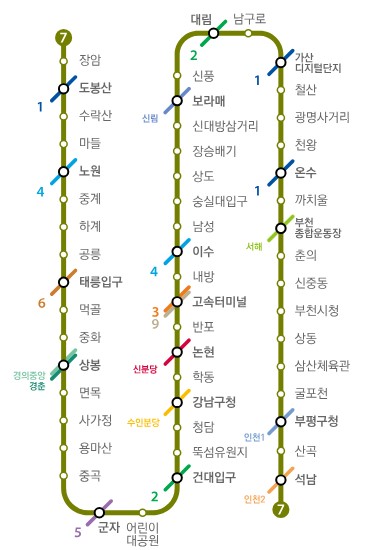 7
장암
도봉산
1
수락산
마들
노원
4
중계
하계
공릉
태릉입구
6
먹골
중화
상봉
경의중앙
경춘
면목
사가정
용마산
중곡
군자
5
어린이
대공원
건대입구
2
뚝섬유원지
청담
강남구청
수인분당
학동
논현
신분당
반포
고속터미널
3
9
내방
이수
4
남성
숭실대입구
상도
장승배기
신대방삼거리
보라매
신림
신풍
대림
2
남구로
가산
디지털단지
1
철산
광명사거리
천왕
온수
1
까치울
부천
종합운동장
서해
춘의
신중동
부천시청
상동
삼산체육관
굴포천
부평구청
인천1
산곡
석남
인천2
7